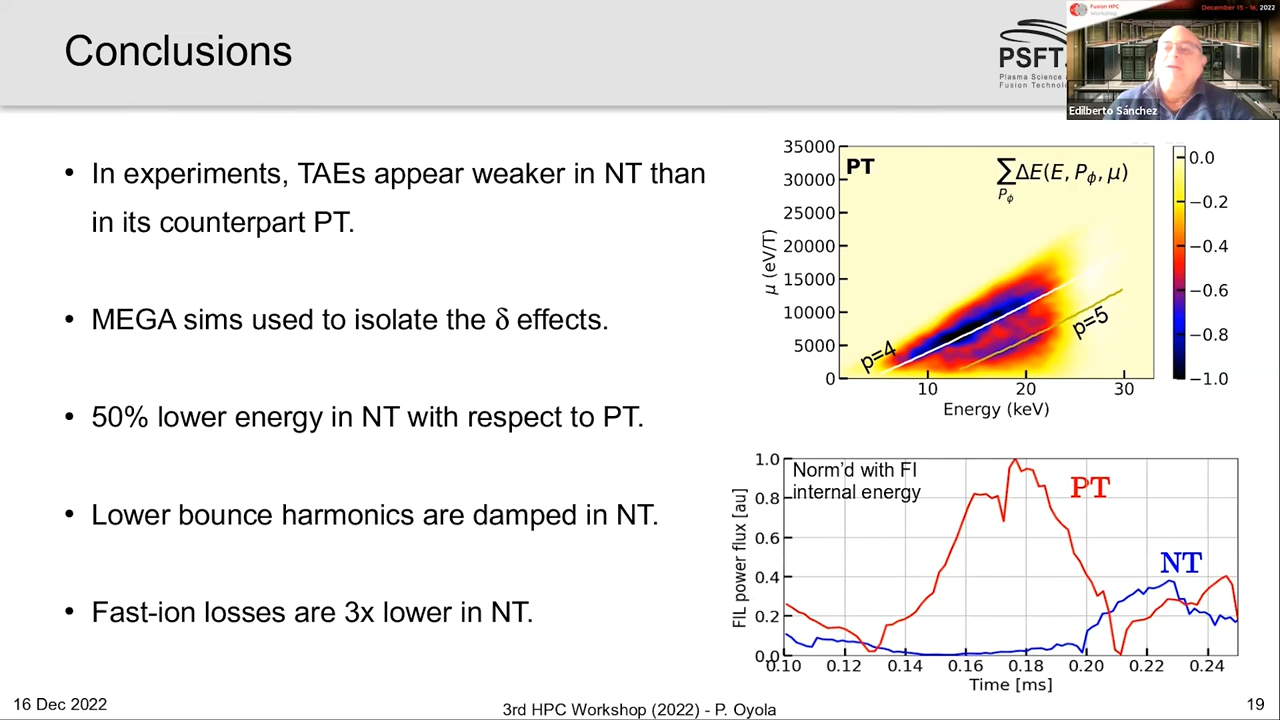 Conclusions
PSFT
Plasma Science
Fusion Technolo
Fusion HPC
Workshop
December 15 - 16, 2022
Edilberto Sánchez
• In experiments, TAEs appear weaker in NT than
in its counterpart PT.
• MEGA sims used to isolate the δ effects.
• 50% lower energy in NT with respect to PT.
• Lower bounce harmonics are damped in NT.
• Fast-ion losses are 3x lower in NT.
PT
∑ΔE(E, Pϕ, μ)
Pϕ
μ (eV/T)
35000
30000
25000
20000
15000
10000
5000
0
p=4
p=5
10 20 30
Energy (keV)
0.0
−0.2
−0.4
−0.6
−0.8
−1.0
Norm'd with FI
internal energy
PT
NT
FIL power flux [au]
1.0
0.8
0.6
0.4
0.2
0.0
0.10 0.12 0.14 0.16 0.18 0.20 0.22 0.24
Time [ms]
16 Dec 2022
3rd HPC Workshop (2022) - P. Oyola
19